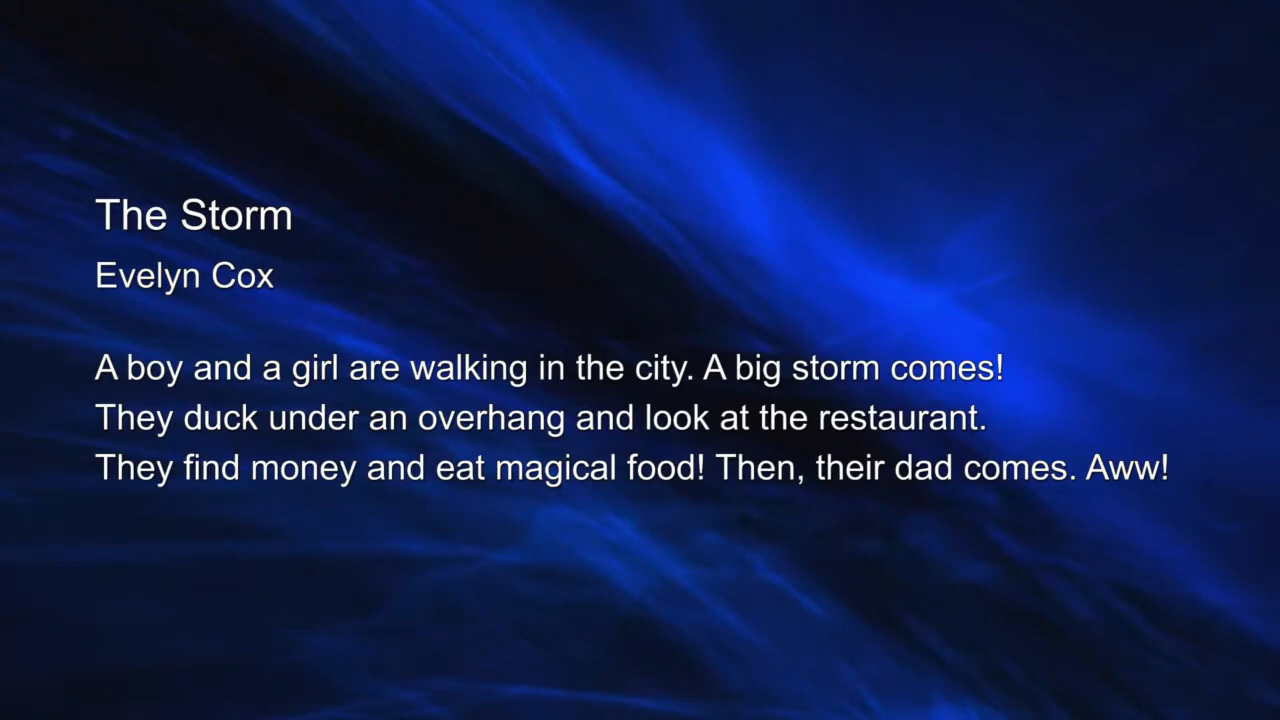 The Storm
Evelyn Cox
A boy and a girl are walking in the city. A big storm comes!
They duck under an overhang and look at the restaurant.
They find money and eat magical food! Then, their dad comes. Aww!